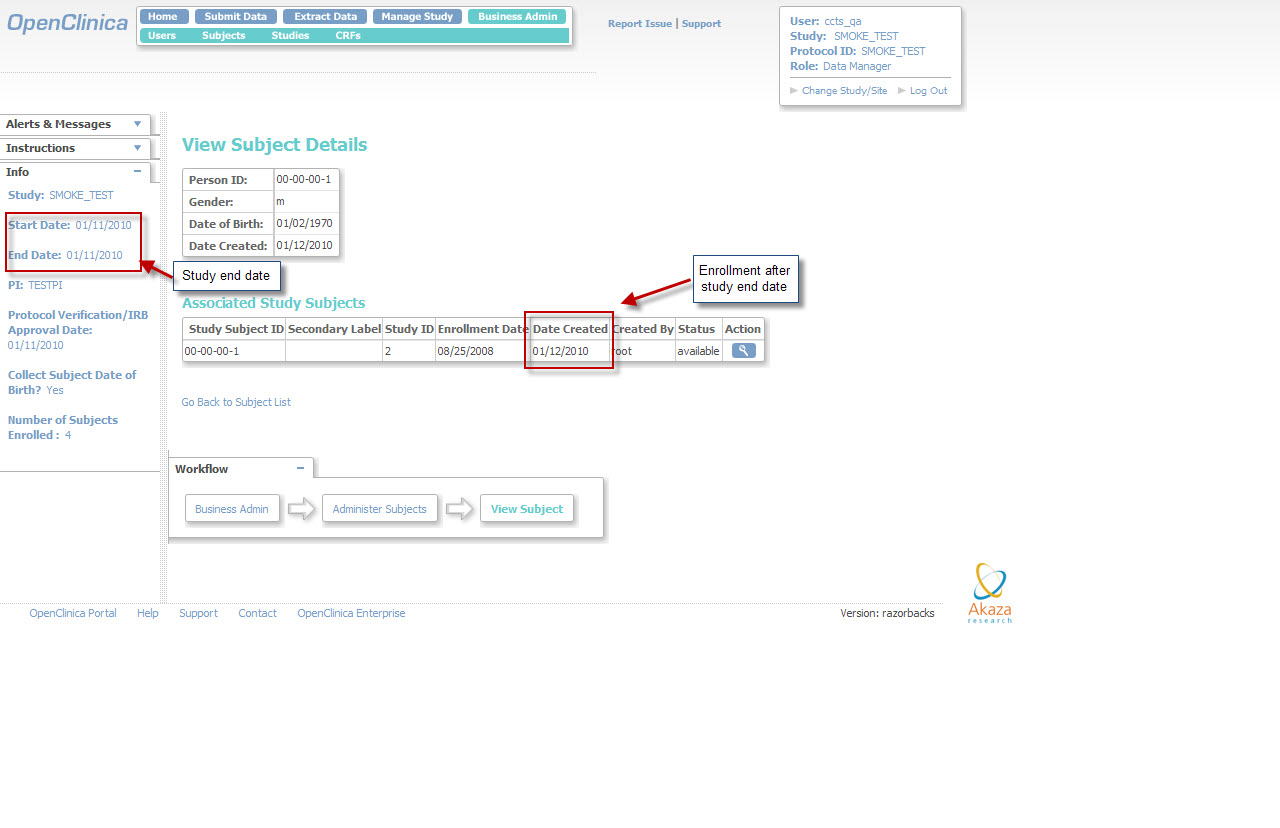 OpenClinica
Home Submit Data Extract Data Manage Study Business Admin
Users Subjects Studies CRFs
Report Issue | Support
User: ccts_qa
Study: SMOKE_TEST
Protocol ID: SMOKE_TEST
Role: Data Manager
Change Study/Site Log Out
Alerts & Messages
Instructions
Info
Study: SMOKE_TEST
Start Date: 01/11/2010
End Date: 01/11/2010
PI: TESTPI
Protocol Verification/IRB
Approval Date:
01/11/2010
Collect Subject Date of
Birth? Yes
Number of Subjects
Enrolled : 4
View Subject Details
Person ID: 00-00-00-1
Gender: m
Date of Birth: 01/02/1970
Date Created: 01/12/2010
Study end date
Enrollment after
study end date
Associated Study Subjects
Study Subject ID Secondary Label Study ID Enrollment Date Date Created Created By Status Action
00-00-00-1 2 08/25/2008 01/12/2010 root available
Go Back to Subject List
Workflow
Business Admin Administer Subjects View Subject
OpenClinica Portal Help Support Contact OpenClinica Enterprise
Version: razorbacks
Akaza
research